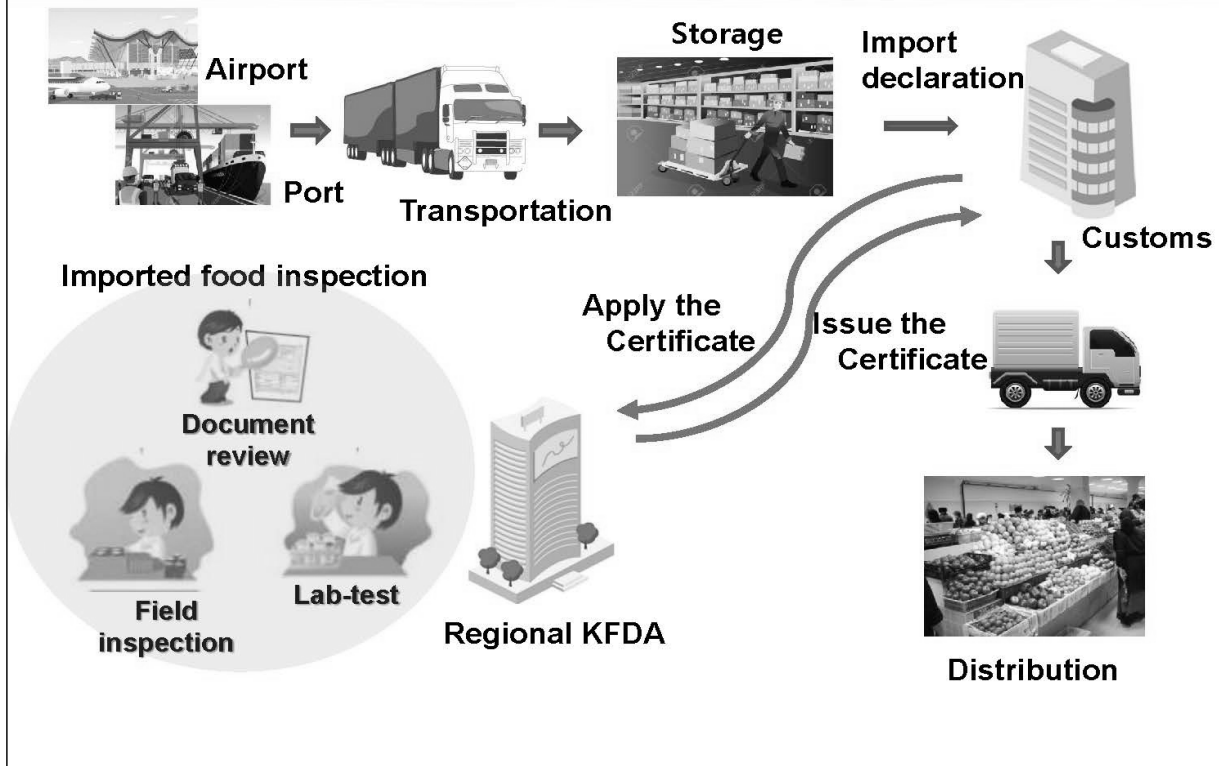 Airport
Port
Transportation
Storage
Import
declaration
Customs
Imported food inspection
Document
review
Field
inspection
Lab-test
Apply the
Certificate
Issue the
Certificate
Regional KFDA
Distribution